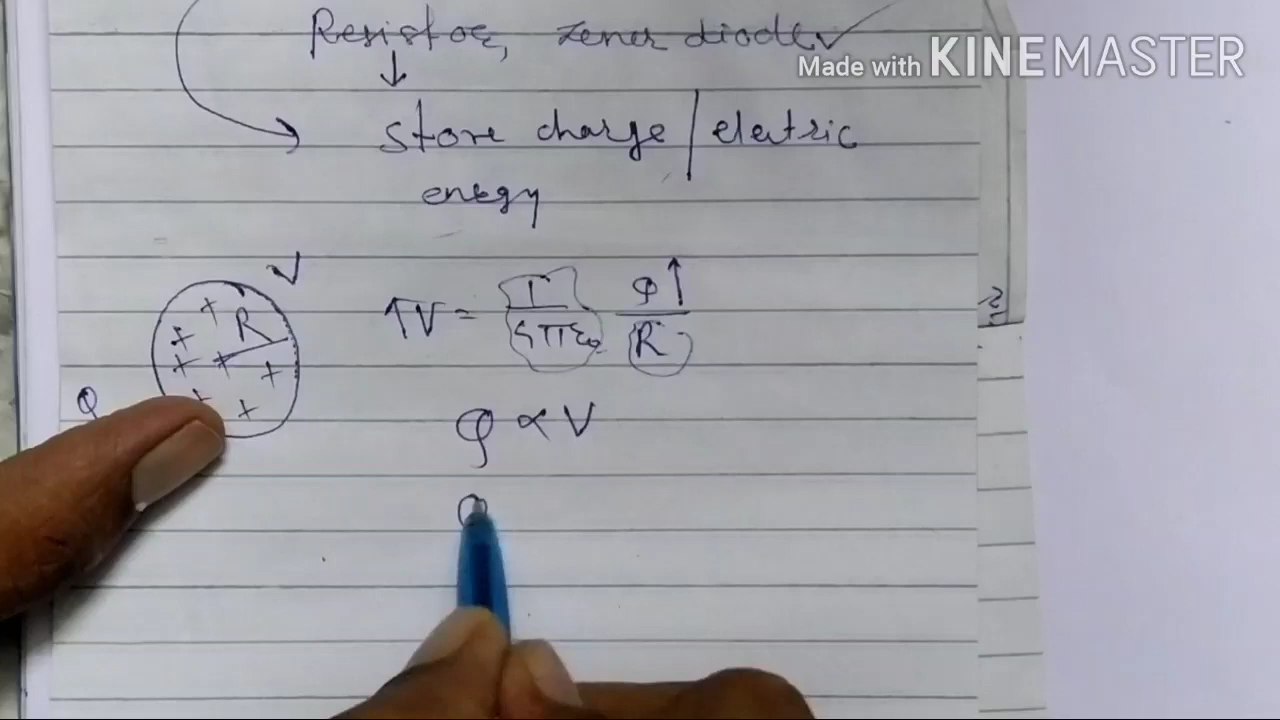 Resistor, zener diode
Made with KINEMASTER
↓
store charge / electric
energy
V
R
↑V = 1/4πε₀ Q↑/R
Q
Q ∝ V
Q